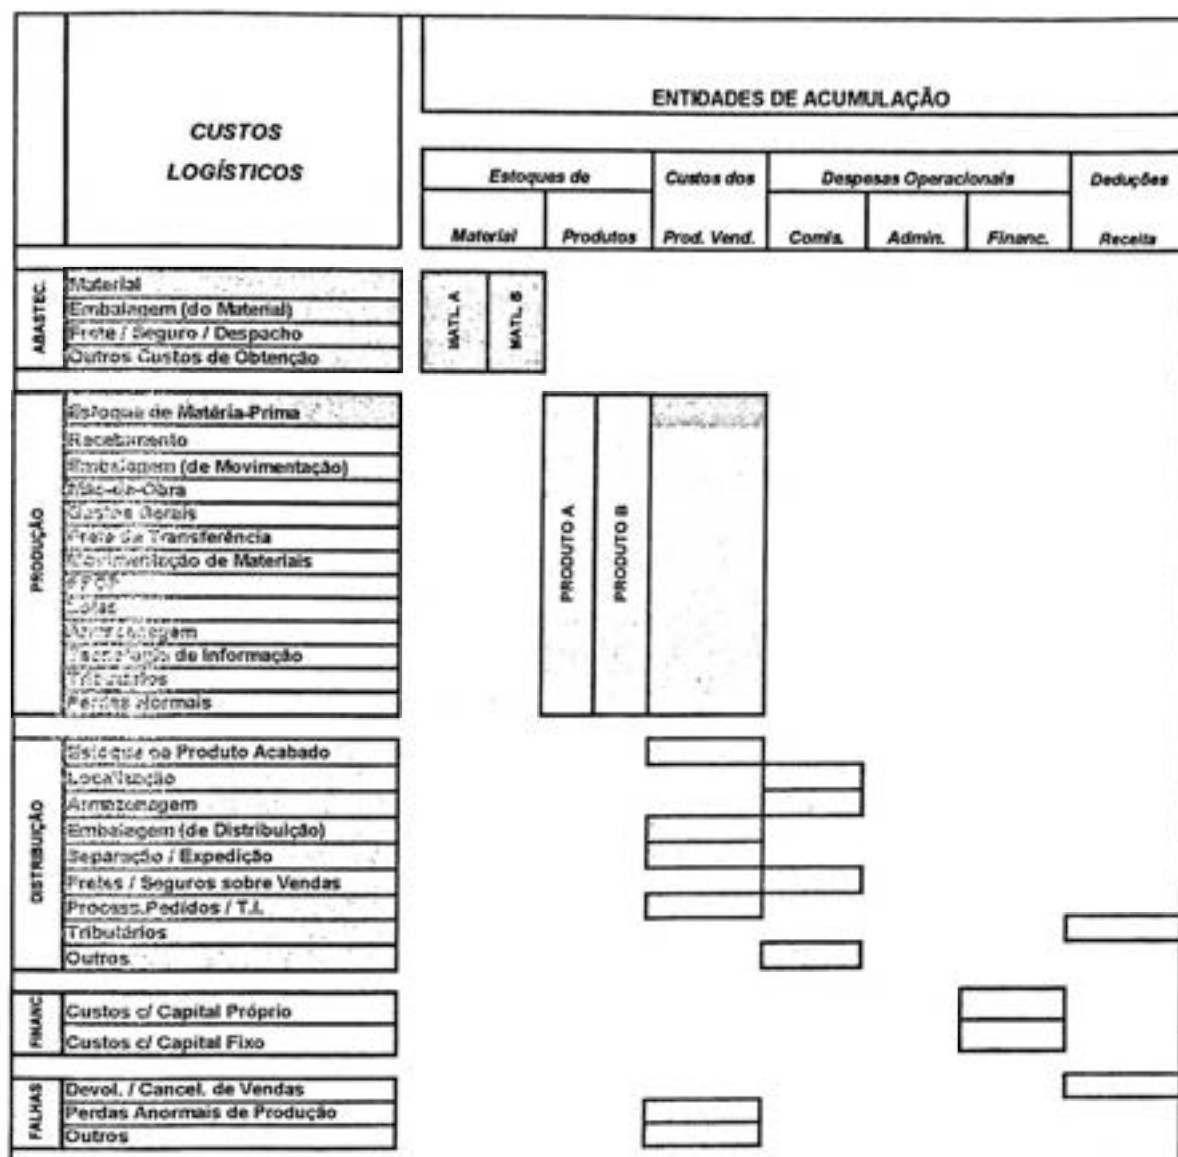 ENTIDADES DE ACUMULAÇÃO
CUSTOS
LOGÍSTICOS
Estoques de
Custos dos
Despesas Operacionais
Deduções
Material
Produtos
Prod. Vend.
Comis.
Admin.
Financ.
Receita
ABASTEC.
Material
Embalagem (do Material)
Frete / Seguro / Despacho
Outros Custos de Obtenção
MATL. A
MATL. B
PRODUÇÃO
Estoque de Matéria-Prima
Recebimento
Embalagem (de Movimentação)
Mão-de-Obra
Gastos Gerais
Frete de Transferência
Movimentação de Materiais
Armazenagem
Tecnologia de Informação
Tributários
Perdas Normais
PRODUTO A
PRODUTO B
DISTRIBUIÇÃO
Estoque de Produto Acabado
Localização
Armazenagem
Embalagem (de Distribuição)
Separação / Expedição
Fretes / Seguros sobre Vendas
Process.Pedidos / T.I.
Tributários
Outros
FINANC.
Custos c/ Capital Próprio
Custos c/ Capital Fixo
FALHAS
Devol. / Cancel. de Vendas
Perdas Anormais de Produção
Outros